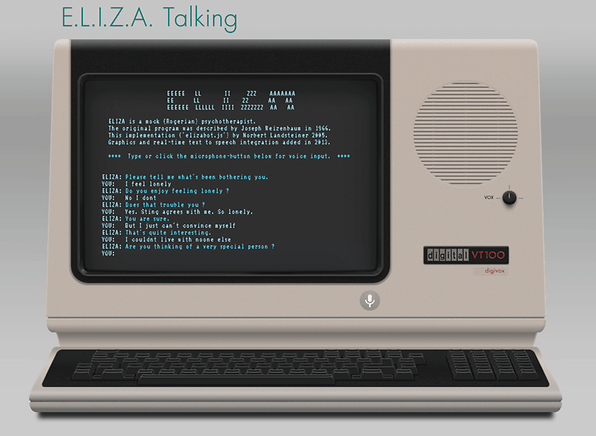 E.L.I.Z.A. Talking
EEEEE LL II ZZZ AAAAAAA
EE LL II ZZ AA AA
EEEEEE LLLLLL IIII ZZZZZZZ AA AA
ELIZA is a mock (Rogerian) psychotherapist.
The original program was described by Joseph Weizenbaum in 1966.
This implementation ("elizabot.js") by Norbert Landsteiner 2005.
Graphics and real-time text to speech integration added in 2013.
**** Type or click the microphone-button below for voice input. ****
ELIZA: Please tell me what's been bothering you.
YOU: I feel lonely
ELIZA: Do you enjoy feeling lonely ?
YOU: No I dont
ELIZA: Does that trouble you ?
YOU: Yes. Sting agrees with me. So lonely.
ELIZA: You are sure.
YOU: But I just can't convince myself
ELIZA: That's quite interesting.
YOU: I couldnt live with noone else
ELIZA: Are you thinking of a very special person ?
YOU:
VOX
digital VT100
digivox